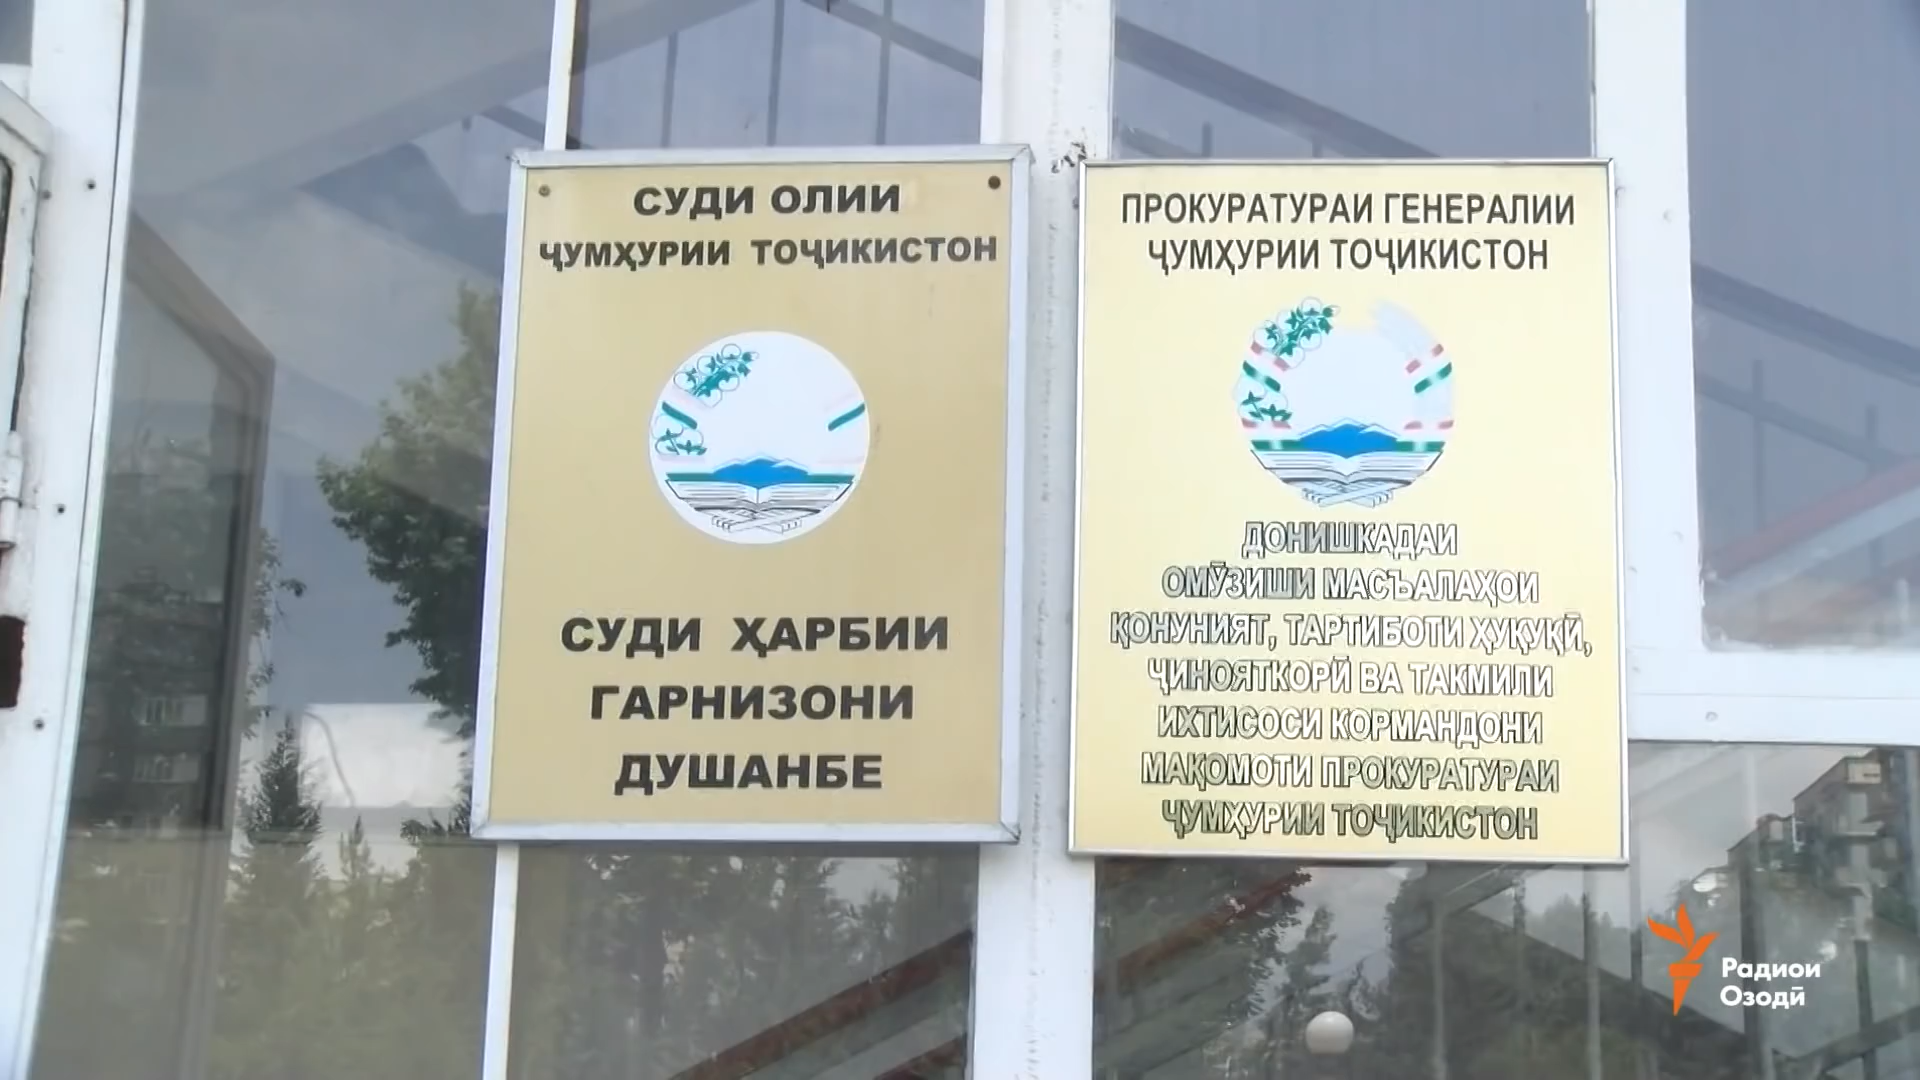 СУДИ ОЛИИ
ҶУМҲУРИИ ТОҶИКИСТОН
СУДИ ҲАРБИИ
ГАРНИЗОНИ
ДУШАНБЕ
ПРОКУРАТУРАИ ГЕНЕРАЛИИ
ҶУМҲУРИИ ТОҶИКИСТОН
ДОНИШКАДАИ
ОМӮЗИШИ МАСЪАЛАҲОИ
ҚОНУНИЯТ, ТАРТИБОТИ ҲУҚУҚӢ,
ҶИНОЯТКОРӢ ВА ТАКМИЛИ
ИХТИСОСИ КОРМАНДОНИ
МАҚОМОТИ ПРОКУРАТУРАИ
ҶУМҲУРИИ ТОҶИКИСТОН
Радиои
Озодӣ